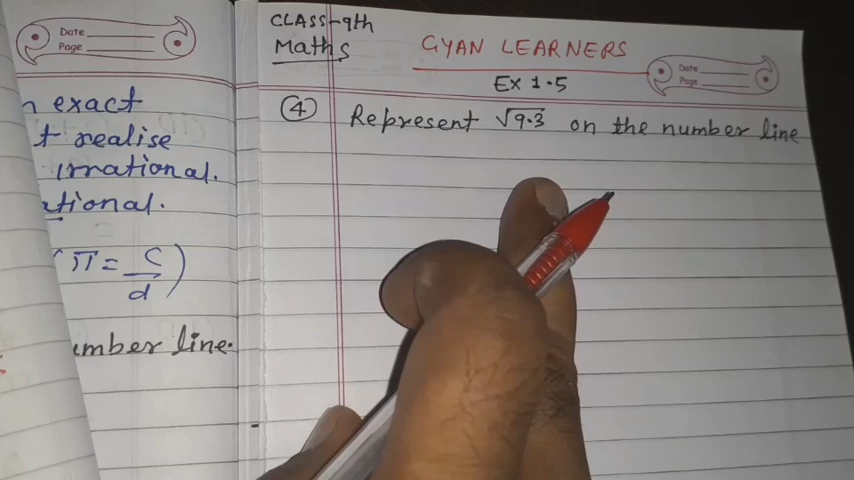 Date
Page
n exact
t realise
irrational.
ational.
( π = c/d )
umber line.
CLASS-9th
Maths
GYAN LEARNERS
Date
Page
Ex 1.5
④ Represent √9.3 on the number line